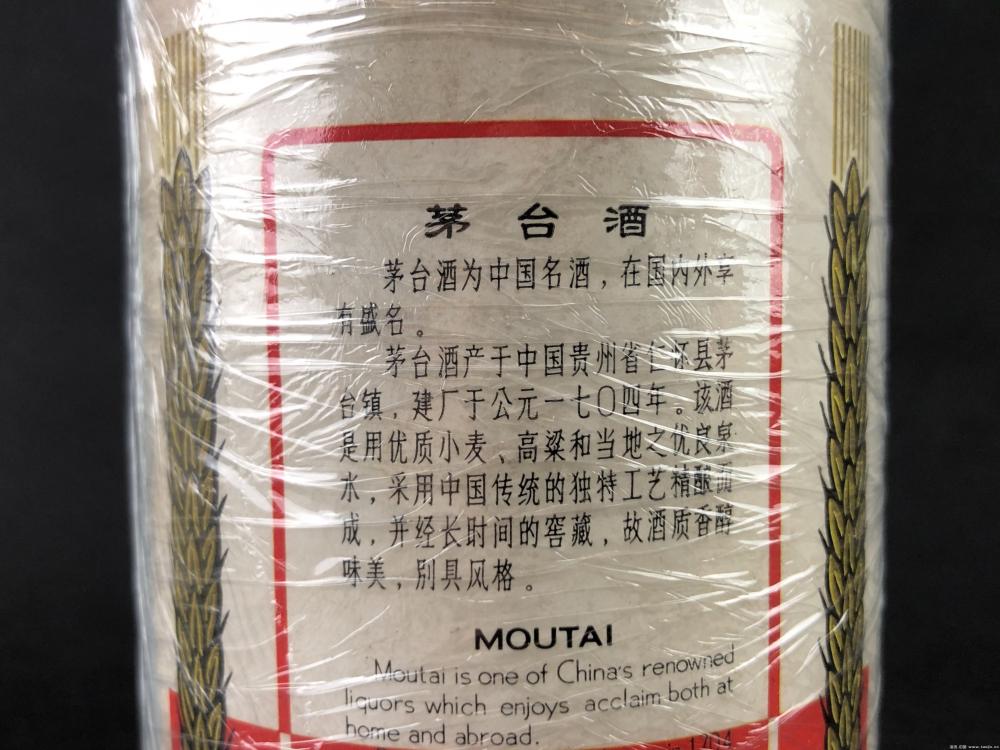 茅台酒
茅台酒为中国名酒，在国内外享
有盛名。
茅台酒产于中国贵州省仁怀县茅
台镇，建厂于公元一七〇四年。该酒
是用优质小麦、高粱和当地之优良泉
水，采用中国传统的独特工艺精酿而
成，并经长时间的窖藏，故酒质香醇
味美，别具风格。
MOUTAI
Moutai is one of China's renowned
liquors which enjoys acclaim both at
home and abroad.
in 1704